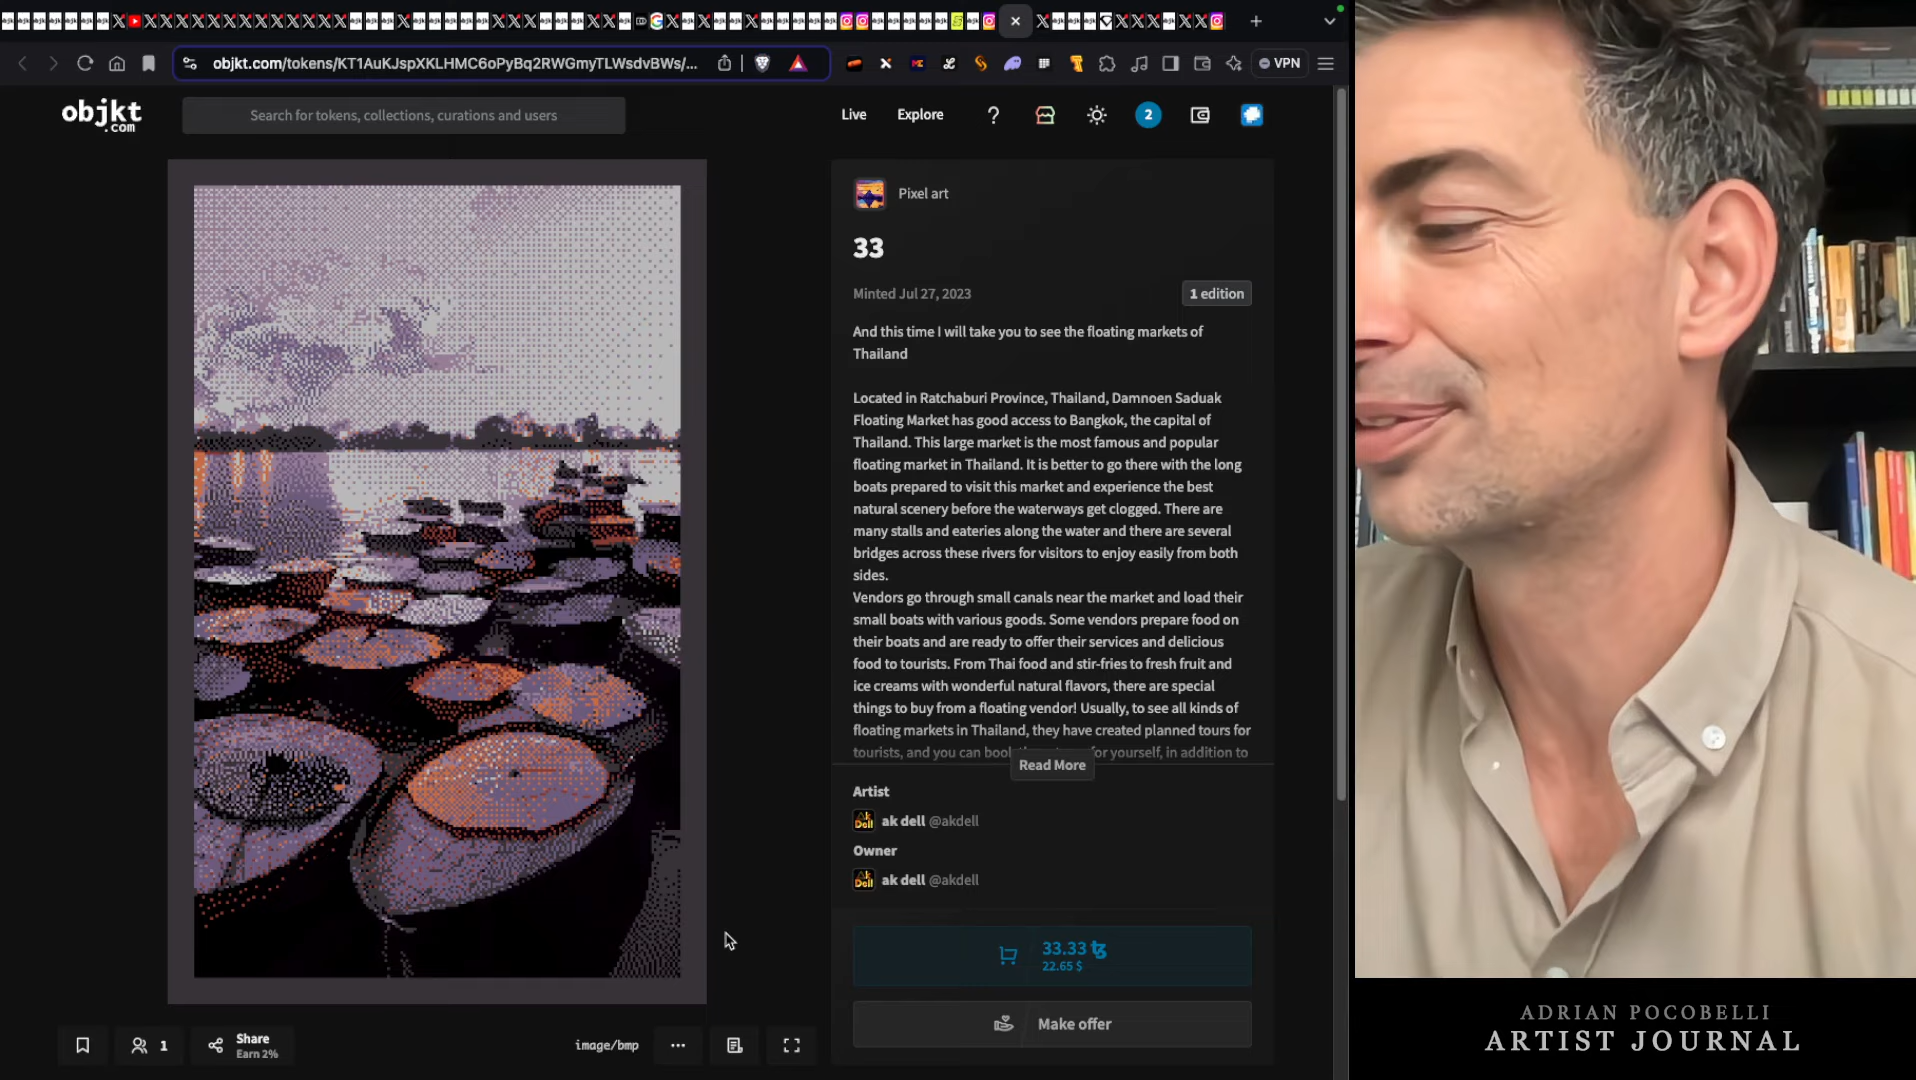 objkt.com/tokens/KT1AuKJspXKLHMC6oPyBq2RWGmyTLWsdvBWs/...
VPN
objkt
.com
Search for tokens, collections, curations and users
Live
Explore
?
2
Pixel art
33
Minted Jul 27, 2023
1 edition
And this time I will take you to see the floating markets of
Thailand
Located in Ratchaburi Province, Thailand, Damnoen Saduak
Floating Market has good access to Bangkok, the capital of
Thailand. This large market is the most famous and popular
floating market in Thailand. It is better to go there with the long
boats prepared to visit this market and experience the best
natural scenery before the waterways get clogged. There are
many stalls and eateries along the water and there are several
bridges across these rivers for visitors to enjoy easily from both
sides.
Vendors go through small canals near the market and load their
small boats with various goods. Some vendors prepare food on
their boats and are ready to offer their services and delicious
food to tourists. From Thai food and stir-fries to fresh fruit and
ice creams with wonderful natural flavors, there are special
things to buy from a floating vendor! Usually, to see all kinds of
floating markets in Thailand, they have created planned tours for
tourists, and you can book for yourself, in addition to
Read More
Artist
ak dell @akdell
Owner
ak dell @akdell
33.33 ꜩ
22.65 $
Make offer
1
Share
Earn 2%
image/bmp
ADRIAN POCOBELLI
ARTIST JOURNAL